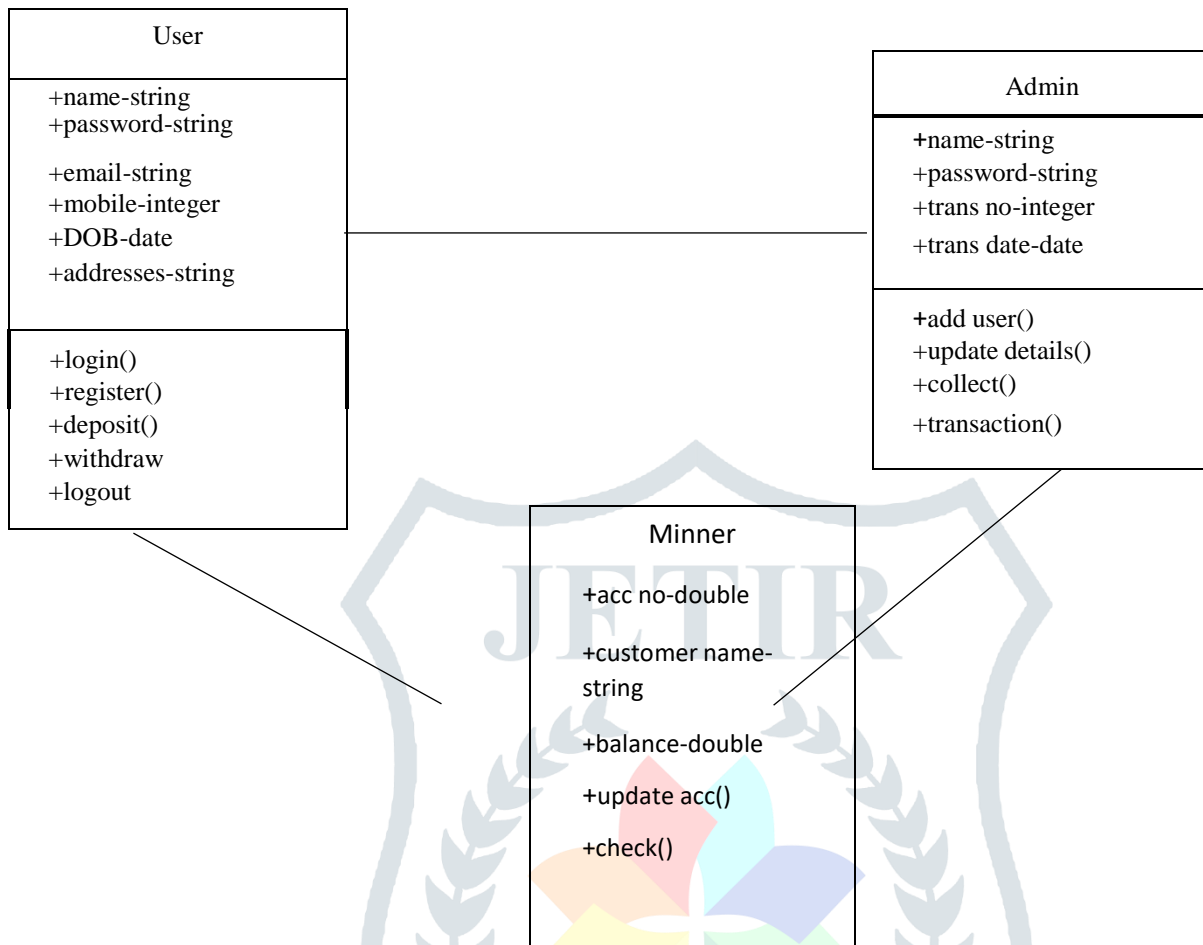 User
+name-string
+password-string
+email-string
+mobile-integer
+DOB-date
+addresses-string
+login()
+register()
+deposit()
+withdraw
+logout
Admin
+name-string
+password-string
+trans no-integer
+trans date-date
+add user()
+update details()
+collect()
+transaction()
Minner
+acc no-double
+customer name-
string
+balance-double
+update acc()
+check()
JETIR